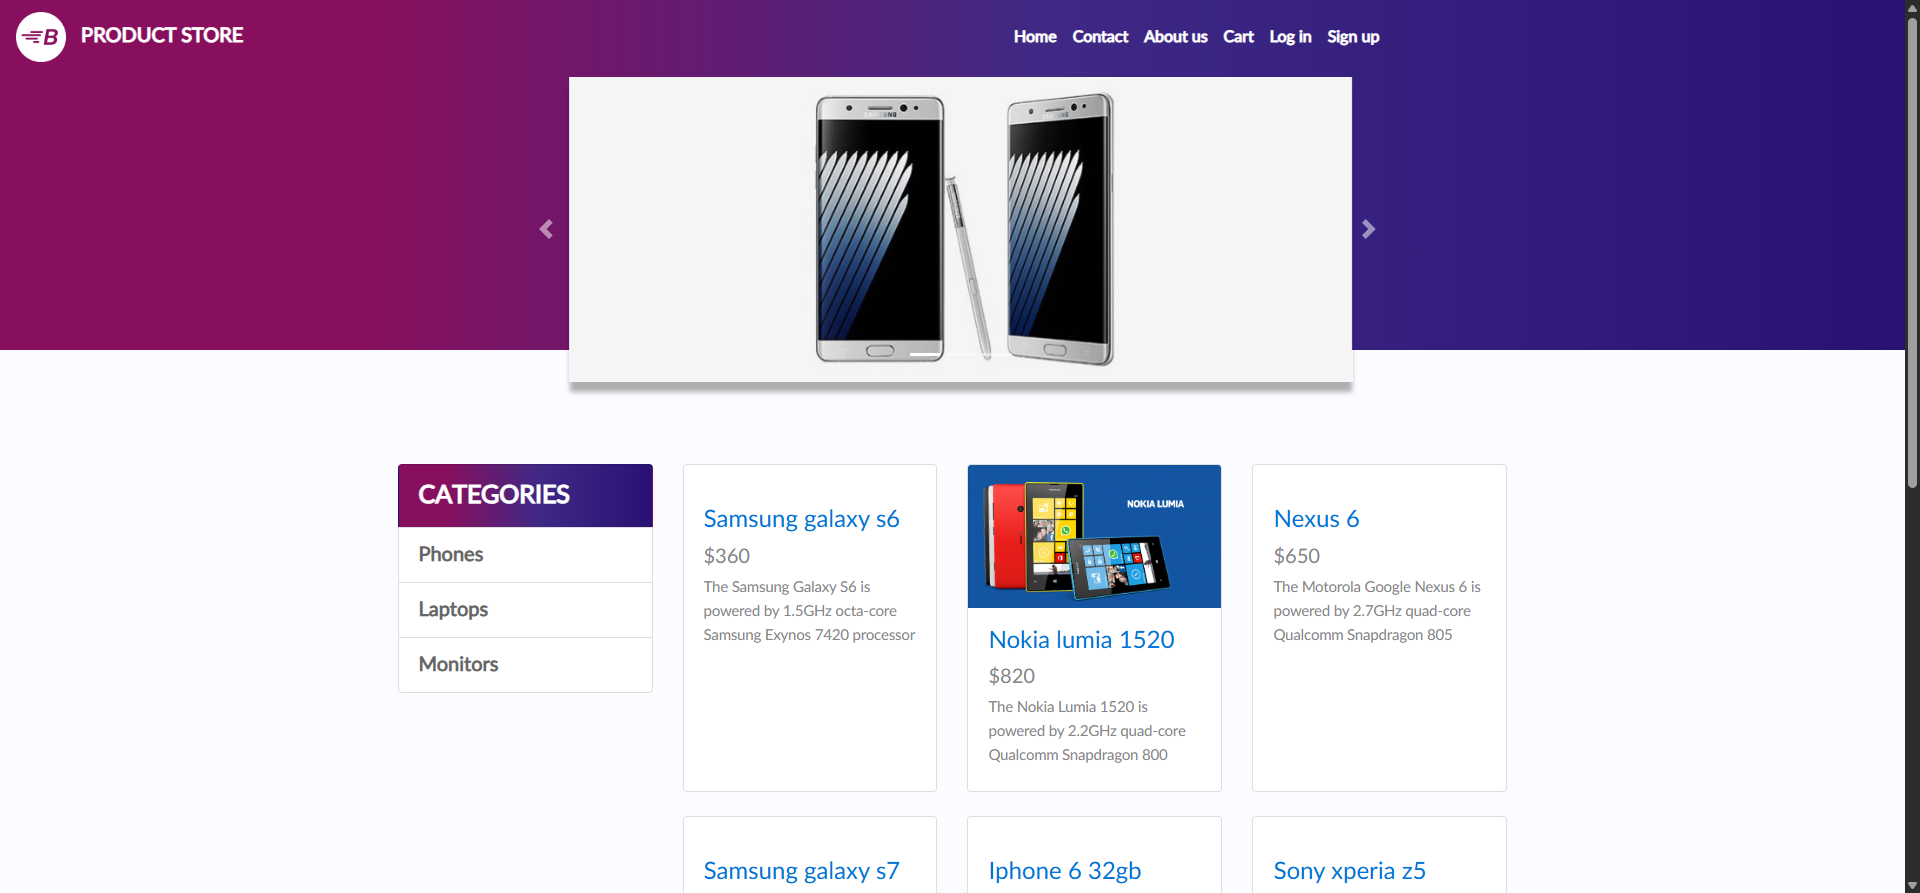 B PRODUCT STORE
Home Contact About us Cart Log in Sign up
SAMSUNG
CATEGORIES
Phones
Laptops
Monitors
Samsung galaxy s6
$360
The Samsung Galaxy S6 is
powered by 1.5GHz octa-core
Samsung Exynos 7420 processor
NOKIA LUMIA
Nokia lumia 1520
$820
The Nokia Lumia 1520 is
powered by 2.2GHz quad-core
Qualcomm Snapdragon 800
Nexus 6
$650
The Motorola Google Nexus 6 is
powered by 2.7GHz quad-core
Qualcomm Snapdragon 805
Samsung galaxy s7
Iphone 6 32gb
Sony xperia z5